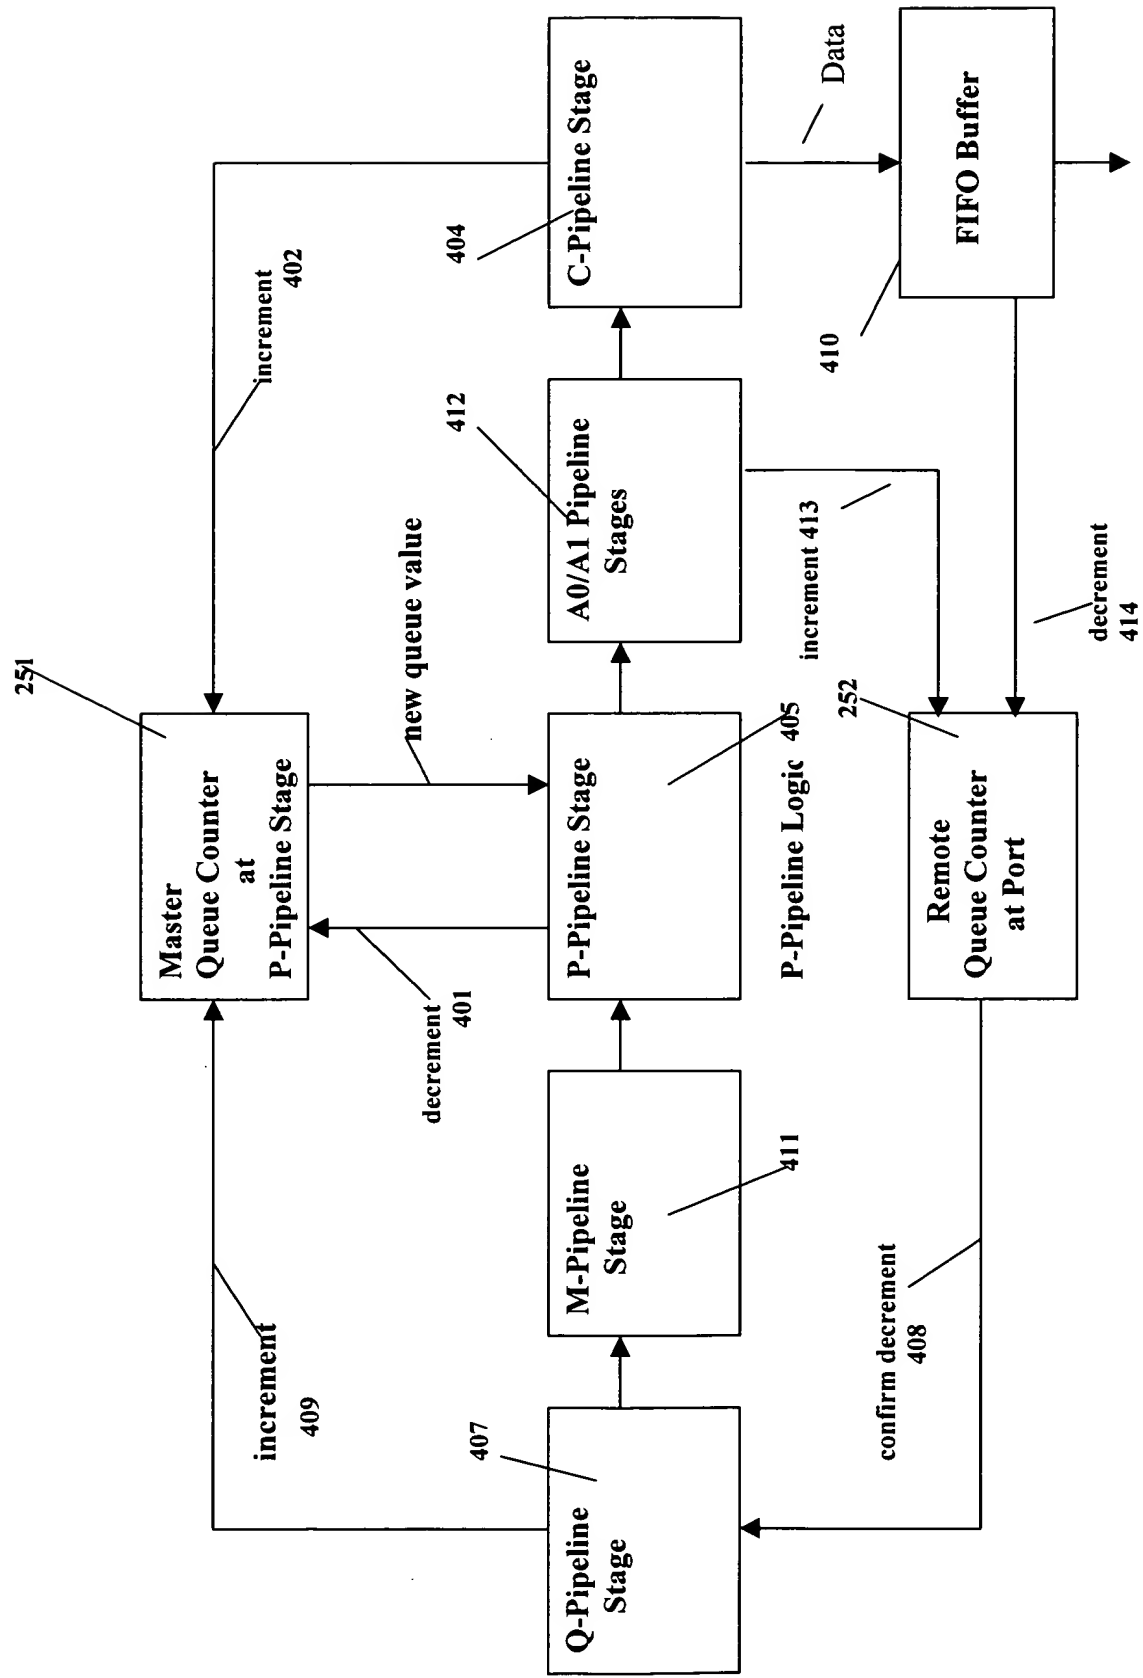 251
Master
Queue Counter
at
P-Pipeline Stage
increment
409
increment
402
decrement
401
new queue value
407
Q-Pipeline
Stage
M-Pipeline
Stage
411
P-Pipeline Stage
405
P-Pipeline Logic
412
A0/A1 Pipeline
Stages
404
C-Pipeline Stage
Data
confirm decrement
408
252
Remote
Queue Counter
at Port
increment 413
decrement
414
410
FIFO Buffer